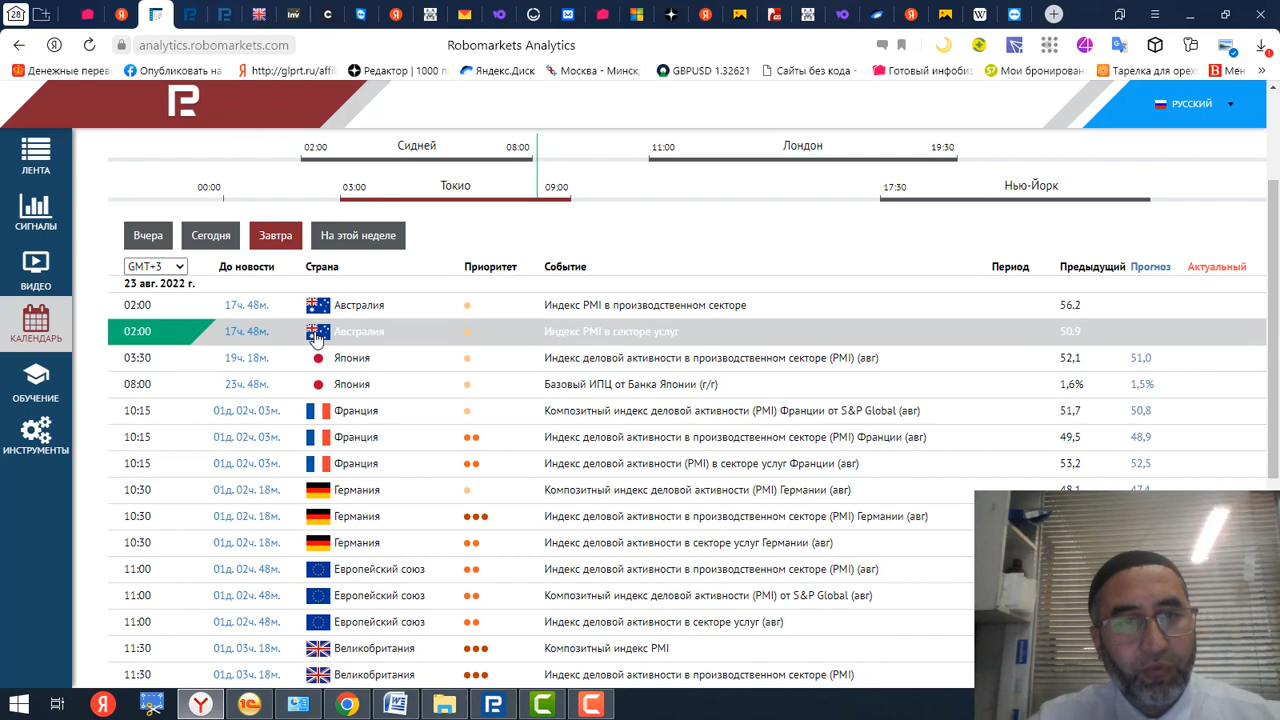 28
Inv
C
Ю
W
Я
analytics.robomarkets.com
Robomarkets Analytics
Денежные перев
Опубликовать на
http://glprt.ru/affil
Редактор | 1000 п
Яндекс.Диск
Москва - Минск,
GBPUSD 1.32621
Сайты без кода -
Готовый инфобиз
Мои бронирован
Тарелка для орех
Мен
»
РУССКИЙ
ЛЕНТА
СИГНАЛЫ
ВИДЕО
КАЛЕНДАРЬ
ОБУЧЕНИЕ
ИНСТРУМЕНТЫ
02:00 Сидней 08:00 11:00 Лондон 19:30
00:00 03:00 Токио 09:00 17:30 Нью-Йорк
Вчера Сегодня Завтра На этой неделе
GMT+3 До новости Страна Приоритет Событие Период Предыдущий Прогноз Актуальный
23 авг. 2022 г.
02:00 17ч. 48м. Австралия Индекс PMI в производственном секторе 56.2
02:00 17ч. 48м. Австралия Индекс PMI в секторе услуг 50.9
03:30 19ч. 18м. Япония Индекс деловой активности в производственном секторе (PMI) (авг) 52,1 51,0
08:00 23ч. 48м. Япония Базовый ИПЦ от Банка Японии (г/г) 1,6% 1,5%
10:15 01д. 02ч. 03м. Франция Композитный индекс деловой активности (PMI) Франции от S&P Global (авг) 51,7 50,8
10:15 01д. 02ч. 03м. Франция Индекс деловой активности в производственном секторе (PMI) Франции (авг) 49,5 48,9
10:15 01д. 02ч. 03м. Франция Индекс деловой активности (PMI) в секторе услуг Франции (авг) 53,2 52,5
10:30 01д. 02ч. 18м. Германия Композитный индекс деловой активности (PMI) Германии (авг) 48,1 47,4
10:30 01д. 02ч. 18м. Германия Индекс деловой активности в производственном секторе (PMI) Германии (авг)
10:30 01д. 02ч. 18м. Германия Индекс деловой активности в секторе услуг Германии (авг)
11:00 01д. 02ч. 48м. Европейский союз Индекс деловой активности в производственном секторе (PMI) (авг)
11:00 01д. 02ч. 48м. Европейский союз Композитный индекс деловой активности (PMI) от S&P Global (авг)
11:00 01д. 02ч. 48м. Европейский союз Индекс деловой активности в секторе услуг (авг)
11:30 01д. 03ч. 18м. Великобритания Композитный индекс PMI
11:30 01д. 03ч. 18м. Великобритания Индекс деловой активности в производственном секторе (PMI)